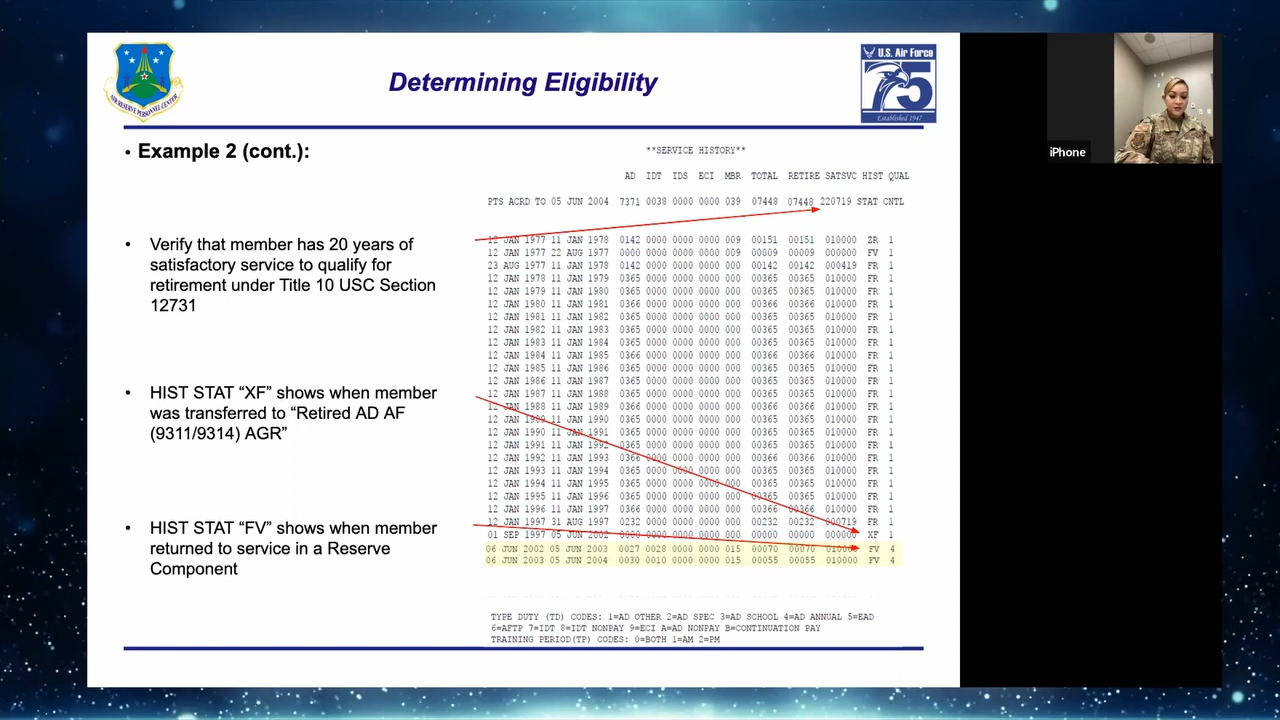 Determining Eligibility
AIR RESERVE PERSONNEL CENTER
U.S. Air Force
75
Established 1947
iPhone
• Example 2 (cont.):
• Verify that member has 20 years of
satisfactory service to qualify for
retirement under Title 10 USC Section
12731
• HIST STAT “XF” shows when member
was transferred to “Retired AD AF
(9311/9314) AGR”
• HIST STAT “FV” shows when member
returned to service in a Reserve
Component
**SERVICE HISTORY**
AD IDT IDS ECI MBR TOTAL RETIRE SATSVC HIST QUAL
PTS ACRD TO 05 JUN 2004 7371 0038 0000 0000 039 07448 07448 220719 STAT CNTL
12 JAN 1977 11 JAN 1978 0142 0000 0000 0000 009 00151 00151 010000 ZR 1
12 JAN 1977 22 AUG 1977 0000 0000 0000 0000 009 00009 00009 000000 FV 1
23 AUG 1977 11 JAN 1978 0142 0000 0000 0000 000 00142 00142 000419 FR 1
12 JAN 1978 11 JAN 1979 0365 0000 0000 0000 000 00365 00365 010000 FR 1
12 JAN 1979 11 JAN 1980 0365 0000 0000 0000 000 00365 00365 010000 FR 1
12 JAN 1980 11 JAN 1981 0366 0000 0000 0000 000 00366 00366 010000 FR 1
12 JAN 1981 11 JAN 1982 0365 0000 0000 0000 000 00365 00365 010000 FR 1
12 JAN 1982 11 JAN 1983 0365 0000 0000 0000 000 00365 00365 010000 FR 1
12 JAN 1983 11 JAN 1984 0365 0000 0000 0000 000 00365 00365 010000 FR 1
12 JAN 1984 11 JAN 1985 0366 0000 0000 0000 000 00366 00366 010000 FR 1
12 JAN 1985 11 JAN 1986 0365 0000 0000 0000 000 00365 00365 010000 FR 1
12 JAN 1986 11 JAN 1987 0365 0000 0000 0000 000 00365 00365 010000 FR 1
12 JAN 1987 11 JAN 1988 0365 0000 0000 0000 000 00365 00365 010000 FR 1
12 JAN 1988 11 JAN 1989 0366 0000 0000 0000 000 00366 00366 010000 FR 1
12 JAN 1989 11 JAN 1990 0365 0000 0000 0000 000 00365 00365 010000 FR 1
12 JAN 1990 11 JAN 1991 0365 0000 0000 0000 000 00365 00365 010000 FR 1
12 JAN 1991 11 JAN 1992 0365 0000 0000 0000 000 00365 00365 010000 FR 1
12 JAN 1992 11 JAN 1993 0366 0000 0000 0000 000 00366 00366 010000 FR 1
12 JAN 1993 11 JAN 1994 0365 0000 0000 0000 000 00365 00365 010000 FR 1
12 JAN 1994 11 JAN 1995 0365 0000 0000 0000 000 00365 00365 010000 FR 1
12 JAN 1995 11 JAN 1996 0365 0000 0000 0000 000 00365 00365 010000 FR 1
12 JAN 1996 11 JAN 1997 0366 0000 0000 0000 000 00366 00366 010000 FR 1
12 JAN 1997 31 AUG 1997 0232 0000 0000 0000 000 00232 00232 000719 FR 1
01 SEP 1997 05 JUN 2002 0000 0000 0000 0000 000 00000 00000 000000 XF 1
06 JUN 2002 05 JUN 2003 0027 0028 0000 0000 015 00070 00070 010000 FV 4
06 JUN 2003 05 JUN 2004 0030 0010 0000 0000 015 00055 00055 010000 FV 4
TYPE DUTY (TD) CODES: 1=AD OTHER 2=AD SPEC 3=AD SCHOOL 4=AD ANNUAL 5=EAD
6=AFTP 7=IDT 8=IDT NONPAY 9=ECI A=AD NONPAY B=CONTINUATION PAY
TRAINING PERIOD(TP) CODES: 0=BOTH 1=AM 2=PM